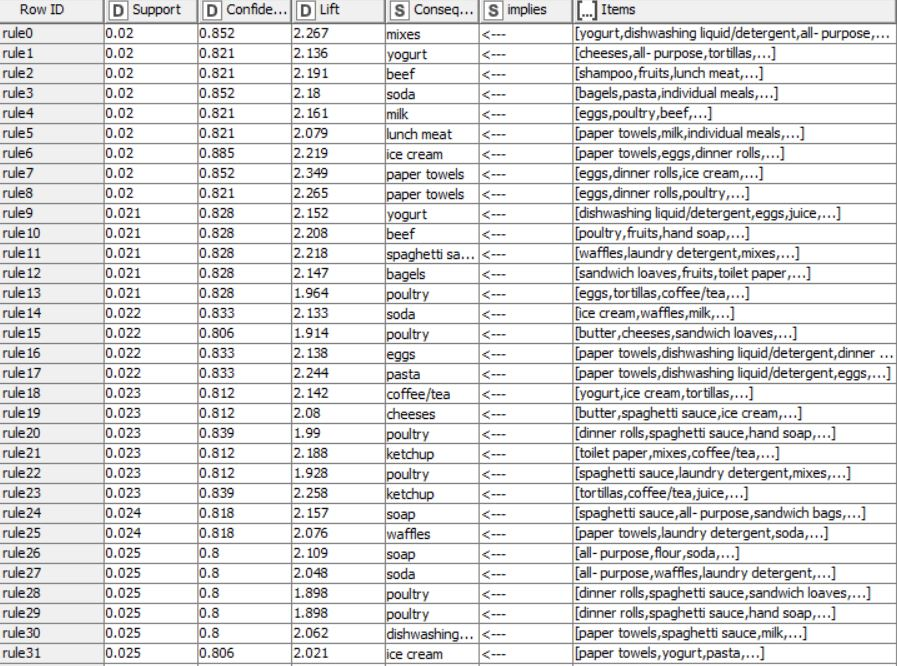 Row ID D Support D Confide... D Lift S Conseq... S implies [...] Items
rule0 0.02 0.852 2.267 mixes <--- [yogurt,dishwashing liquid/detergent,all- purpose,...
rule1 0.02 0.821 2.136 yogurt <--- [cheeses,all- purpose,tortillas,...]
rule2 0.02 0.821 2.191 beef <--- [shampoo,fruits,lunch meat,...]
rule3 0.02 0.852 2.18 soda <--- [bagels,pasta,individual meals,...]
rule4 0.02 0.821 2.161 milk <--- [eggs,poultry,beef,...]
rule5 0.02 0.821 2.079 lunch meat <--- [paper towels,milk,individual meals,...]
rule6 0.02 0.885 2.219 ice cream <--- [paper towels,eggs,dinner rolls,...]
rule7 0.02 0.852 2.349 paper towels <--- [eggs,dinner rolls,ice cream,...]
rule8 0.02 0.821 2.265 paper towels <--- [eggs,dinner rolls,poultry,...]
rule9 0.021 0.828 2.152 yogurt <--- [dishwashing liquid/detergent,eggs,juice,...]
rule10 0.021 0.828 2.208 beef <--- [poultry,fruits,hand soap,...]
rule11 0.021 0.828 2.218 spaghetti sa... <--- [waffles,laundry detergent,mixes,...]
rule12 0.021 0.828 2.147 bagels <--- [sandwich loaves,fruits,toilet paper,...]
rule13 0.021 0.828 1.964 poultry <--- [eggs,tortillas,coffee/tea,...]
rule14 0.022 0.833 2.133 soda <--- [ice cream,waffles,milk,...]
rule15 0.022 0.806 1.914 poultry <--- [butter,cheeses,sandwich loaves,...]
rule16 0.022 0.833 2.138 eggs <--- [paper towels,dishwashing liquid/detergent,dinner ...
rule17 0.022 0.833 2.244 pasta <--- [paper towels,dishwashing liquid/detergent,eggs,...]
rule18 0.023 0.812 2.142 coffee/tea <--- [yogurt,ice cream,tortillas,...]
rule19 0.023 0.812 2.08 cheeses <--- [butter,spaghetti sauce,ice cream,...]
rule20 0.023 0.839 1.99 poultry <--- [dinner rolls,spaghetti sauce,hand soap,...]
rule21 0.023 0.812 2.188 ketchup <--- [toilet paper,mixes,coffee/tea,...]
rule22 0.023 0.812 1.928 poultry <--- [spaghetti sauce,laundry detergent,mixes,...]
rule23 0.023 0.839 2.258 ketchup <--- [tortillas,coffee/tea,juice,...]
rule24 0.024 0.818 2.157 soap <--- [spaghetti sauce,all- purpose,sandwich bags,...]
rule25 0.024 0.818 2.076 waffles <--- [paper towels,laundry detergent,soda,...]
rule26 0.025 0.8 2.109 soap <--- [all- purpose,flour,soda,...]
rule27 0.025 0.8 2.048 soda <--- [all- purpose,waffles,laundry detergent,...]
rule28 0.025 0.8 1.898 poultry <--- [dinner rolls,spaghetti sauce,sandwich loaves,...]
rule29 0.025 0.8 1.898 poultry <--- [dinner rolls,spaghetti sauce,hand soap,...]
rule30 0.025 0.8 2.062 dishwashing... <--- [paper towels,spaghetti sauce,milk,...]
rule31 0.025 0.806 2.021 ice cream <--- [paper towels,yogurt,pasta,...]